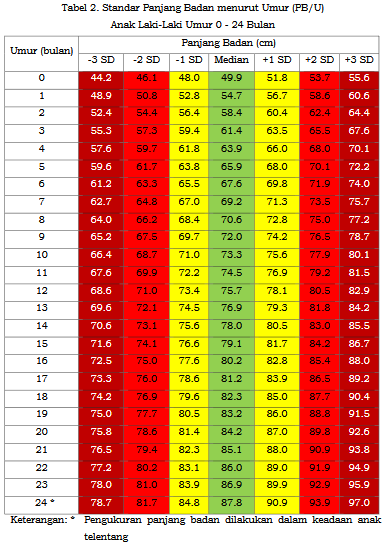 Tabel 2. Standar Panjang Badan menurut Umur (PB/U)
Anak Laki-Laki Umur 0 - 24 Bulan
Umur (bulan) Panjang Badan (cm)
-3 SD -2 SD -1 SD Median +1 SD +2 SD +3 SD
0 44.2 46.1 48.0 49.9 51.8 53.7 55.6
1 48.9 50.8 52.8 54.7 56.7 58.6 60.6
2 52.4 54.4 56.4 58.4 60.4 62.4 64.4
3 55.3 57.3 59.4 61.4 63.5 65.5 67.6
4 57.6 59.7 61.8 63.9 66.0 68.0 70.1
5 59.6 61.7 63.8 65.9 68.0 70.1 72.2
6 61.2 63.3 65.5 67.6 69.8 71.9 74.0
7 62.7 64.8 67.0 69.2 71.3 73.5 75.7
8 64.0 66.2 68.4 70.6 72.8 75.0 77.2
9 65.2 67.5 69.7 72.0 74.2 76.5 78.7
10 66.4 68.7 71.0 73.3 75.6 77.9 80.1
11 67.6 69.9 72.2 74.5 76.9 79.2 81.5
12 68.6 71.0 73.4 75.7 78.1 80.5 82.9
13 69.6 72.1 74.5 76.9 79.3 81.8 84.2
14 70.6 73.1 75.6 78.0 80.5 83.0 85.5
15 71.6 74.1 76.6 79.1 81.7 84.2 86.7
16 72.5 75.0 77.6 80.2 82.8 85.4 88.0
17 73.3 76.0 78.6 81.2 83.9 86.5 89.2
18 74.2 76.9 79.6 82.3 85.0 87.7 90.4
19 75.0 77.7 80.5 83.2 86.0 88.8 91.5
20 75.8 78.6 81.4 84.2 87.0 89.8 92.6
21 76.5 79.4 82.3 85.1 88.0 90.9 93.8
22 77.2 80.2 83.1 86.0 89.0 91.9 94.9
23 78.0 81.0 83.9 86.9 89.9 92.9 95.9
24 * 78.7 81.7 84.8 87.8 90.9 93.9 97.0
Keterangan: * Pengukuran panjang badan dilakukan dalam keadaan anak
telentang